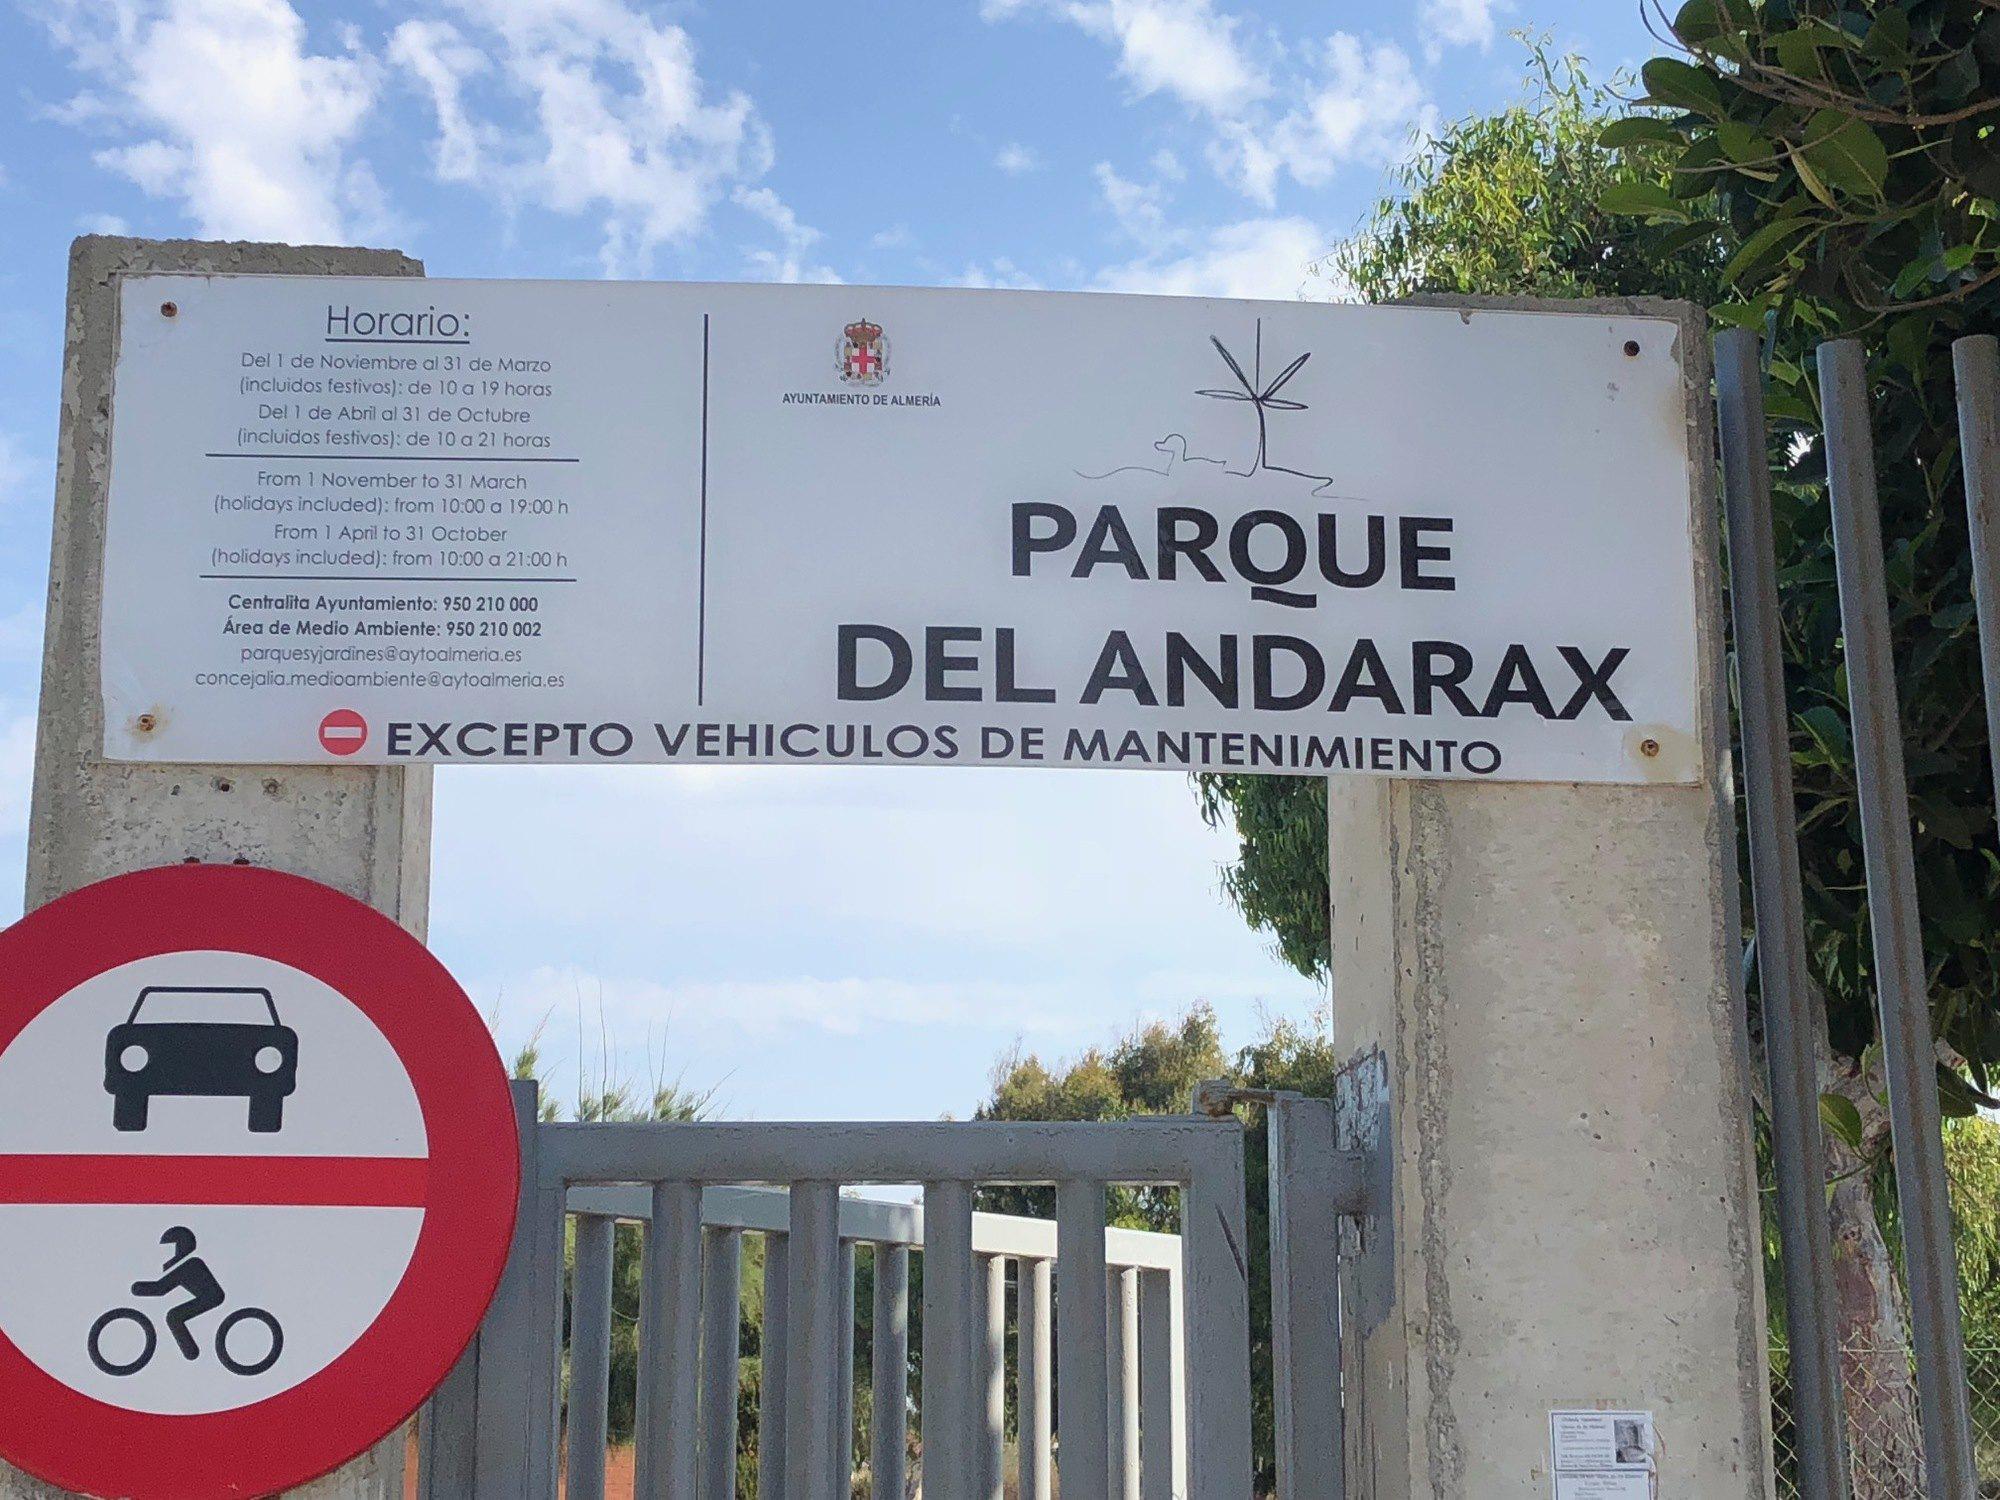 Horario:
Del 1 de Noviembre al 31 de Marzo
(incluidos festivos): de 10 a 19 horas
Del 1 de Abril al 31 de Octubre
(incluidos festivos): de 10 a 21 horas
From 1 November to 31 March
(holidays included): from 10:00 a 19:00 h
From 1 April to 31 October
(holidays included): from 10:00 a 21:00 h
Centralita Ayuntamiento: 950 210 000
Área de Medio Ambiente: 950 210 002
parquesyjardines@aytoalmeria.es
concejalia.medioambiente@aytoalmeria.es
AYUNTAMIENTO DE ALMERÍA
PARQUE
DEL ANDARAX
EXCEPTO VEHICULOS DE MANTENIMIENTO